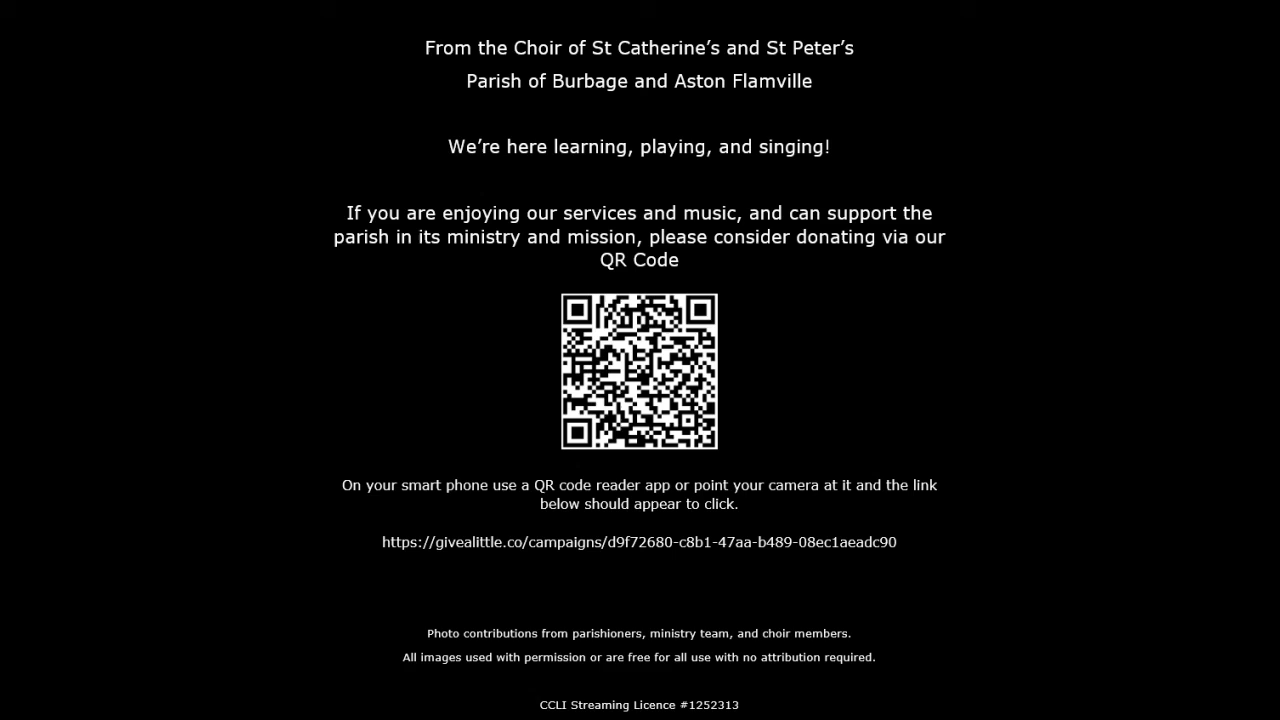 From the Choir of St Catherine’s and St Peter’s
Parish of Burbage and Aston Flamville
We’re here learning, playing, and singing!
If you are enjoying our services and music, and can support the
parish in its ministry and mission, please consider donating via our
QR Code
On your smart phone use a QR code reader app or point your camera at it and the link
below should appear to click.
https://givealittle.co/campaigns/d9f72680-c8b1-47aa-b489-08ec1aeadc90
Photo contributions from parishioners, ministry team, and choir members.
All images used with permission or are free for all use with no attribution required.
CCLI Streaming Licence #1252313